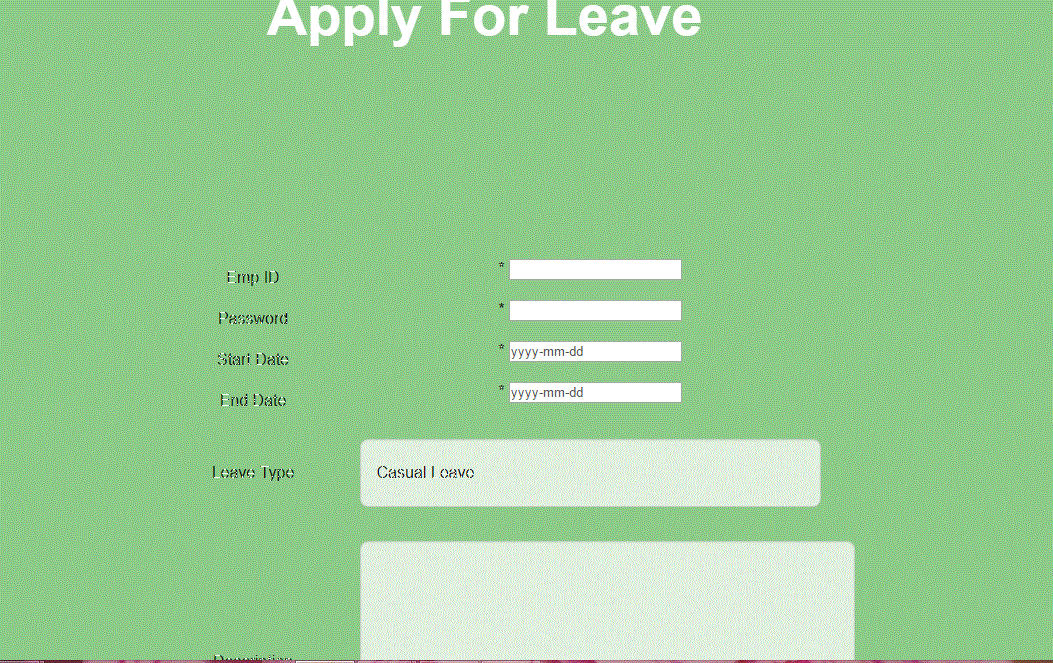 Apply For Leave
Emp ID *
Password *
Start Date * yyyy-mm-dd
End Date * yyyy-mm-dd
Leave Type Casual Leave
Description